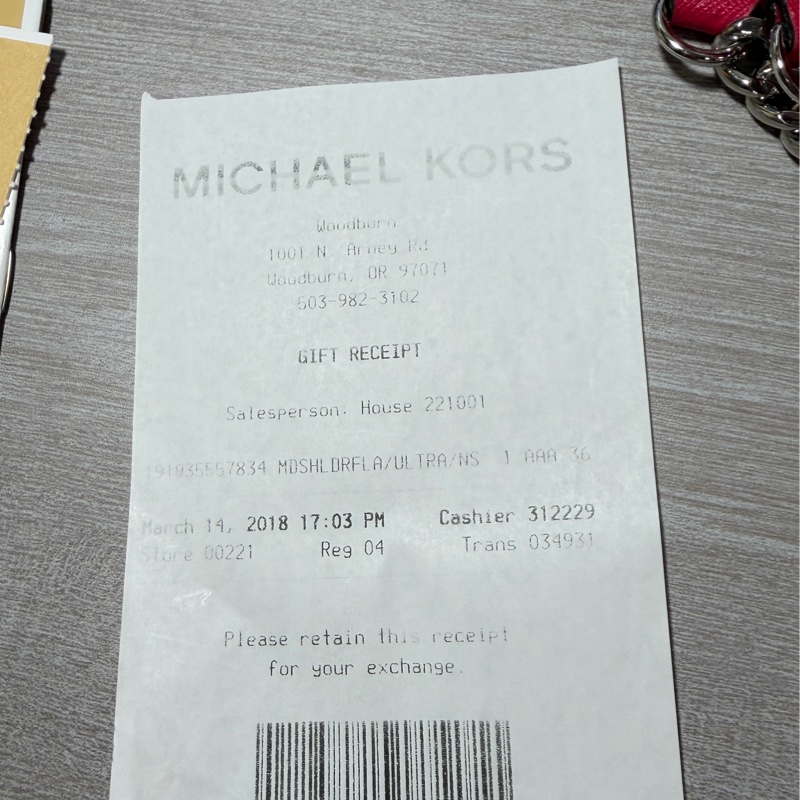 MICHAEL KORS
Woodburn
1001 N. Arney Rd
Woodburn, OR 97071
503-982-3102
GIFT RECEIPT
Salesperson. House 221001
191935557834 MDSHLDRFLA/ULTRA/NS 1 AAA 36
March 14, 2018 17:03 PM Cashier 312229
Store 00221 Reg 04 Trans 034931
Please retain this receipt
for your exchange.